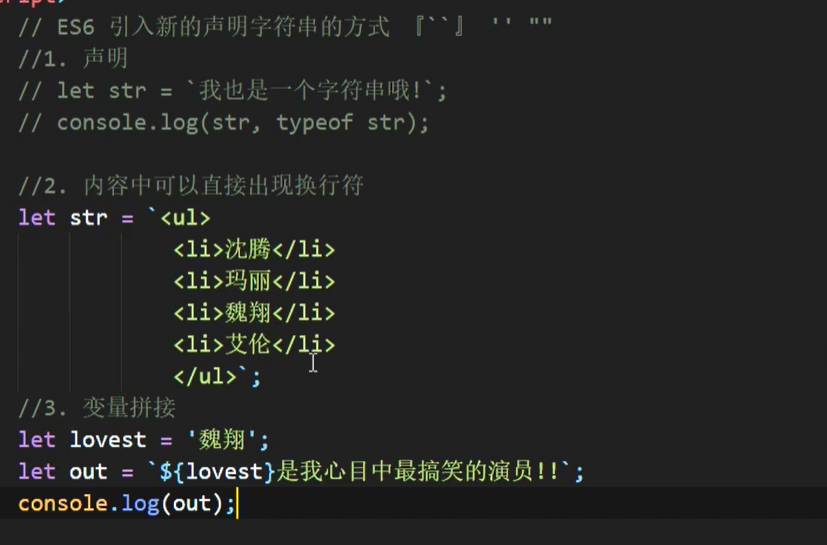 // ES6 引入新的声明字符串的方式 『``』 '' ""
//1. 声明
// let str = `我也是一个字符串哦!`;
// console.log(str, typeof str);
//2. 内容中可以直接出现换行符
let str = `<ul>
<li>沈腾</li>
<li>玛丽</li>
<li>魏翔</li>
<li>艾伦</li>
</ul>`;
//3. 变量拼接
let lovest = '魏翔';
let out = `${lovest}是我心目中最搞笑的演员!!`;
console.log(out);